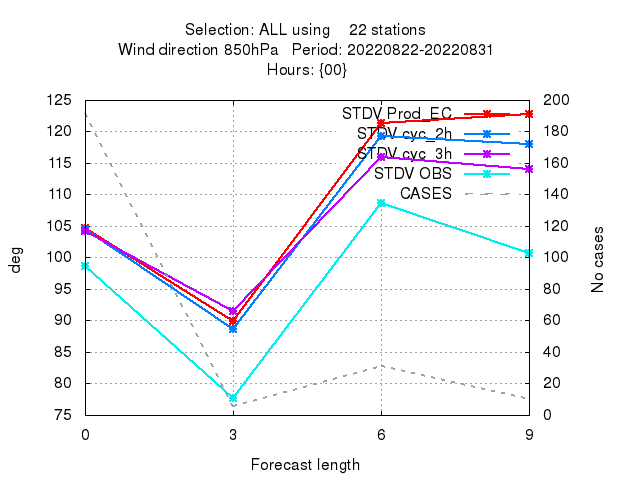 Selection: ALL using 22 stations
Wind direction 850hPa Period: 20220822-20220831
Hours: {00}
125 200
STDV Prod_EC
120 180
STDV cyc_2h
115 160
STDV cyc_3h
STDV OBS
110 140
CASES
105 120
100 100
95 80
90 60
85 40
80 20
75 0
deg
No cases
0 3 6 9
Forecast length